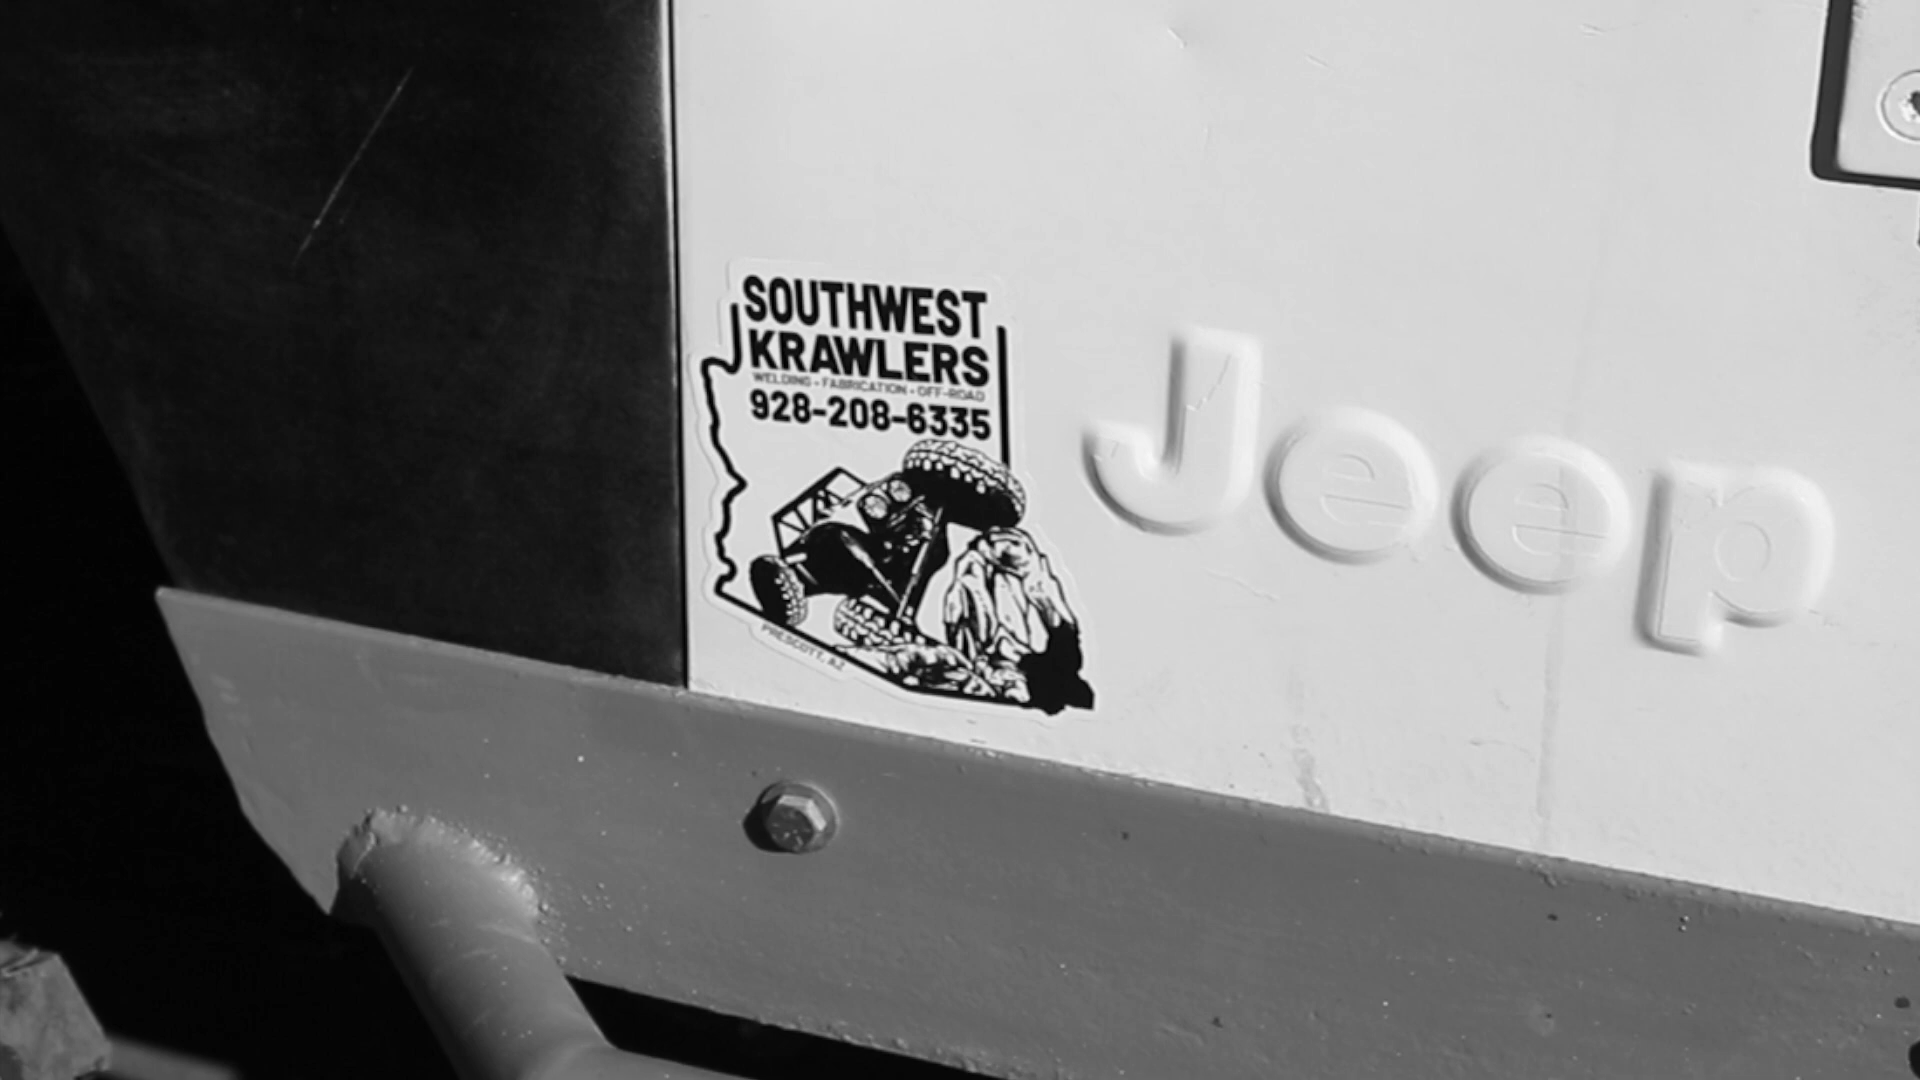 SOUTHWEST
KRAWLERS
WELDING - FABRICATION - OFF-ROAD
928-208-6335
PRESCOTT, AZ
Jeep